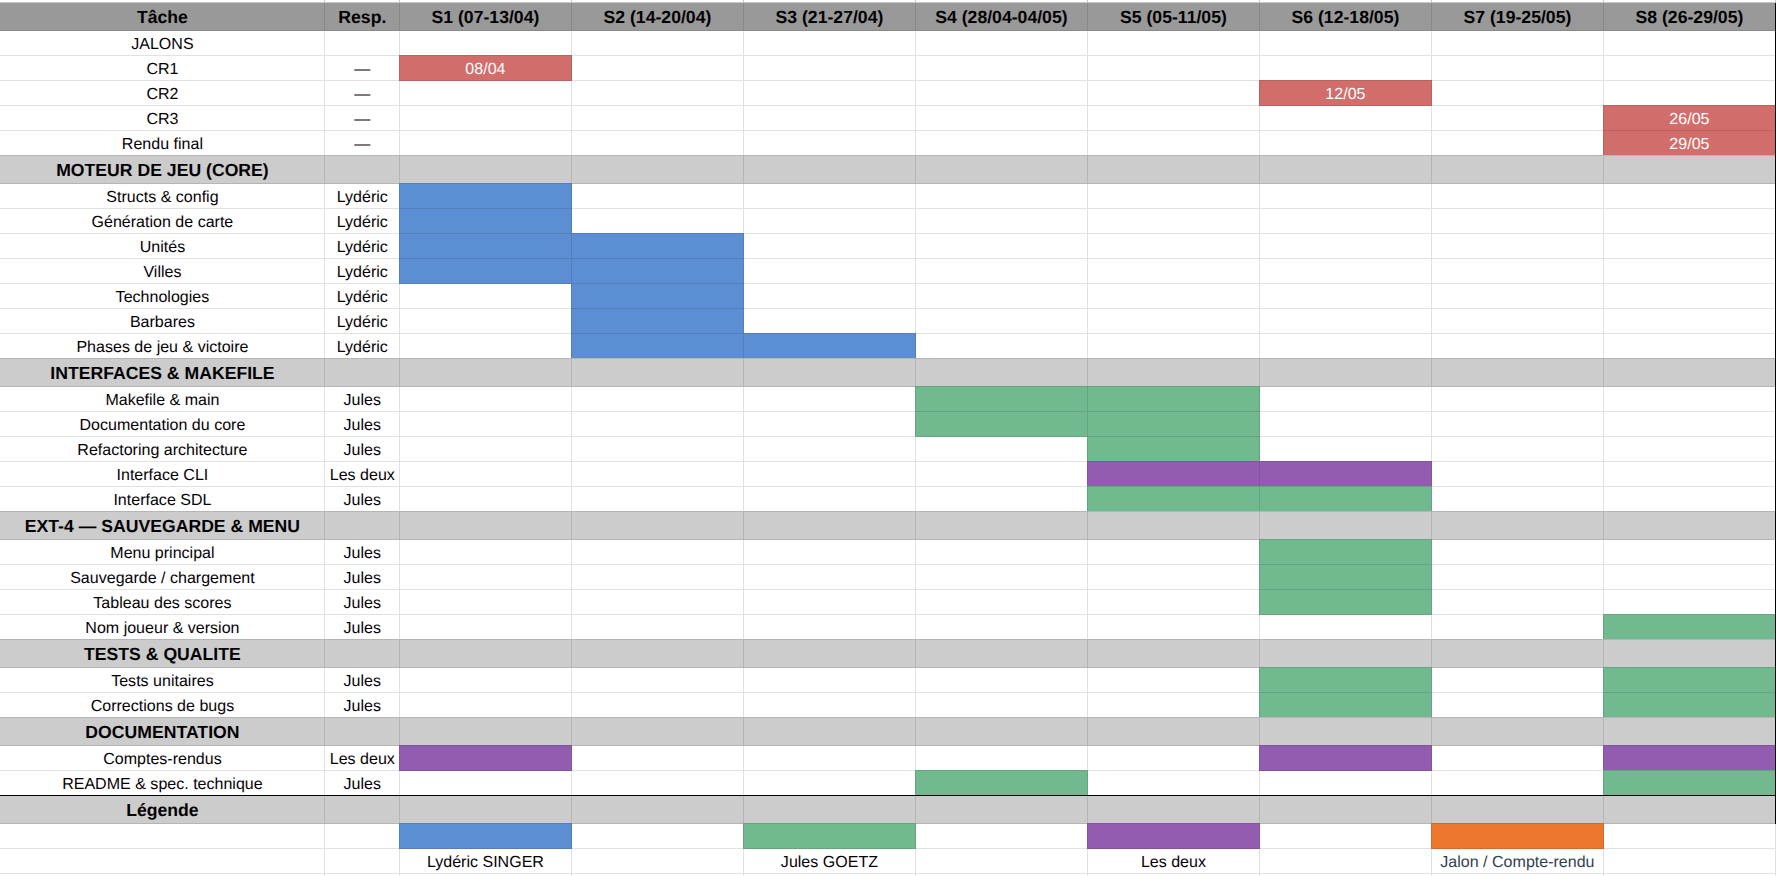 Tâche Resp. S1 (07-13/04) S2 (14-20/04) S3 (21-27/04) S4 (28/04-04/05) S5 (05-11/05) S6 (12-18/05) S7 (19-25/05) S8 (26-29/05)
JALONS
CR1 — 08/04
CR2 — 12/05
CR3 — 26/05
Rendu final — 29/05
MOTEUR DE JEU (CORE)
Structs & config Lydéric
Génération de carte Lydéric
Unités Lydéric
Villes Lydéric
Technologies Lydéric
Barbares Lydéric
Phases de jeu & victoire Lydéric
INTERFACES & MAKEFILE
Makefile & main Jules
Documentation du core Jules
Refactoring architecture Jules
Interface CLI Les deux
Interface SDL Jules
EXT-4 — SAUVEGARDE & MENU
Menu principal Jules
Sauvegarde / chargement Jules
Tableau des scores Jules
Nom joueur & version Jules
TESTS & QUALITE
Tests unitaires Jules
Corrections de bugs Jules
DOCUMENTATION
Comptes-rendus Les deux
README & spec. technique Jules
Légende
Lydéric SINGER Jules GOETZ Les deux Jalon / Compte-rendu